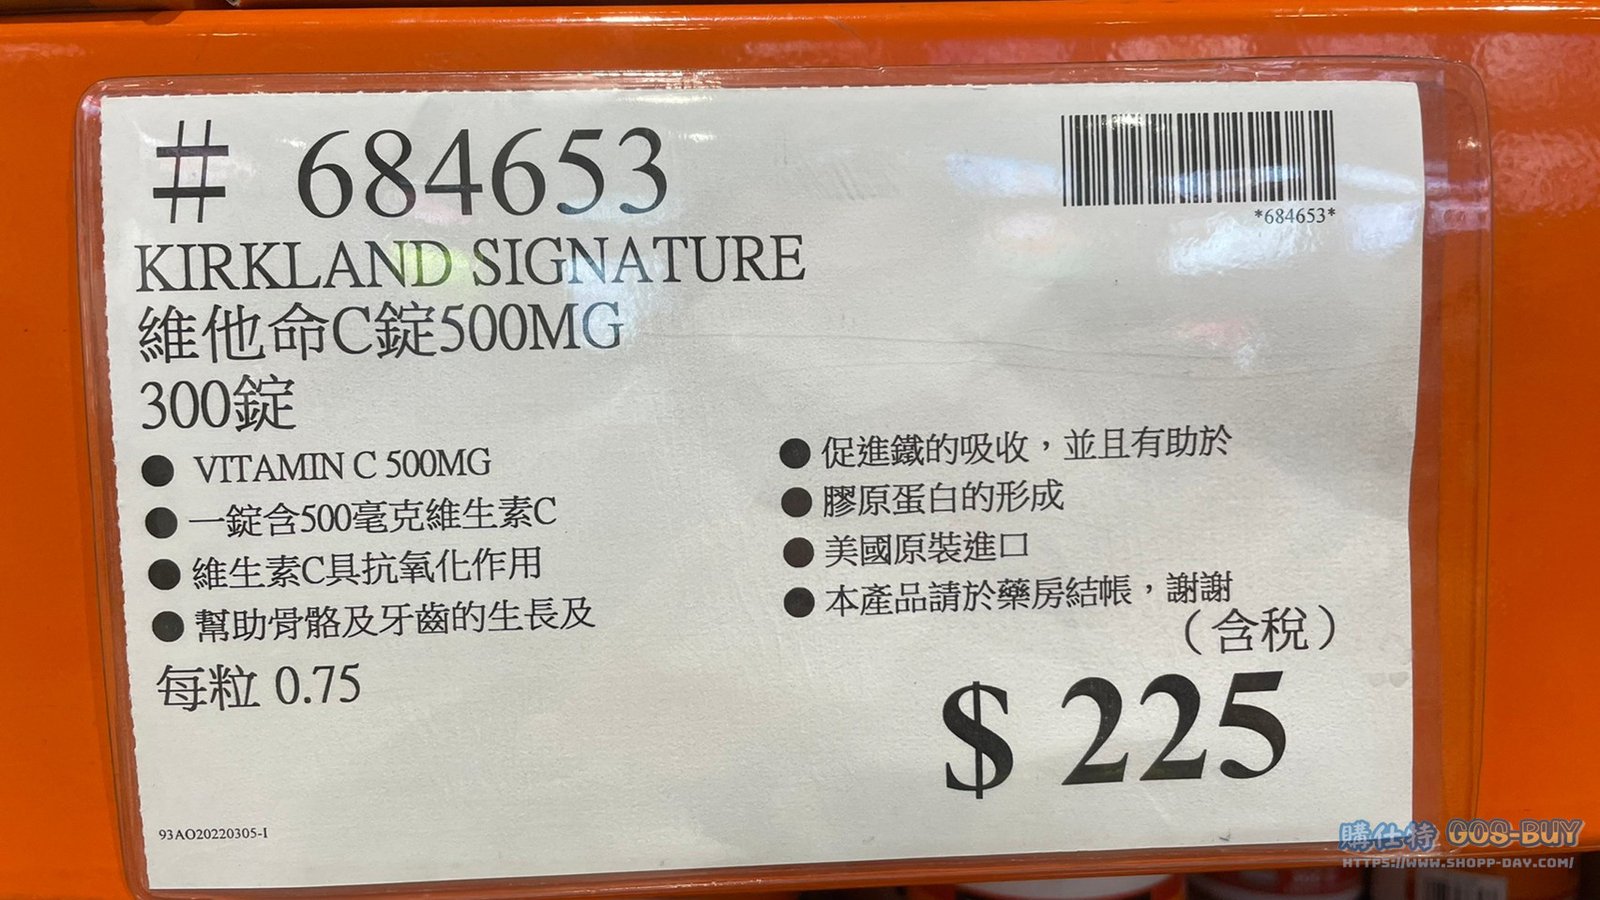 # 684653
*684653*
KIRKLAND SIGNATURE
維他命C錠500MG
300錠
● VITAMIN C 500MG
● 一錠含500毫克維生素C
● 維生素C具抗氧化作用
● 幫助骨骼及牙齒的生長及
● 促進鐵的吸收，並且有助於
● 膠原蛋白的形成
● 美國原裝進口
● 本產品請於藥房結帳，謝謝
每粒 0.75
（含稅）
$ 225
93AO20220305-I
購仕特 GOS-BUY
HTTPS://WWW.SHOPP-DAY.COM/